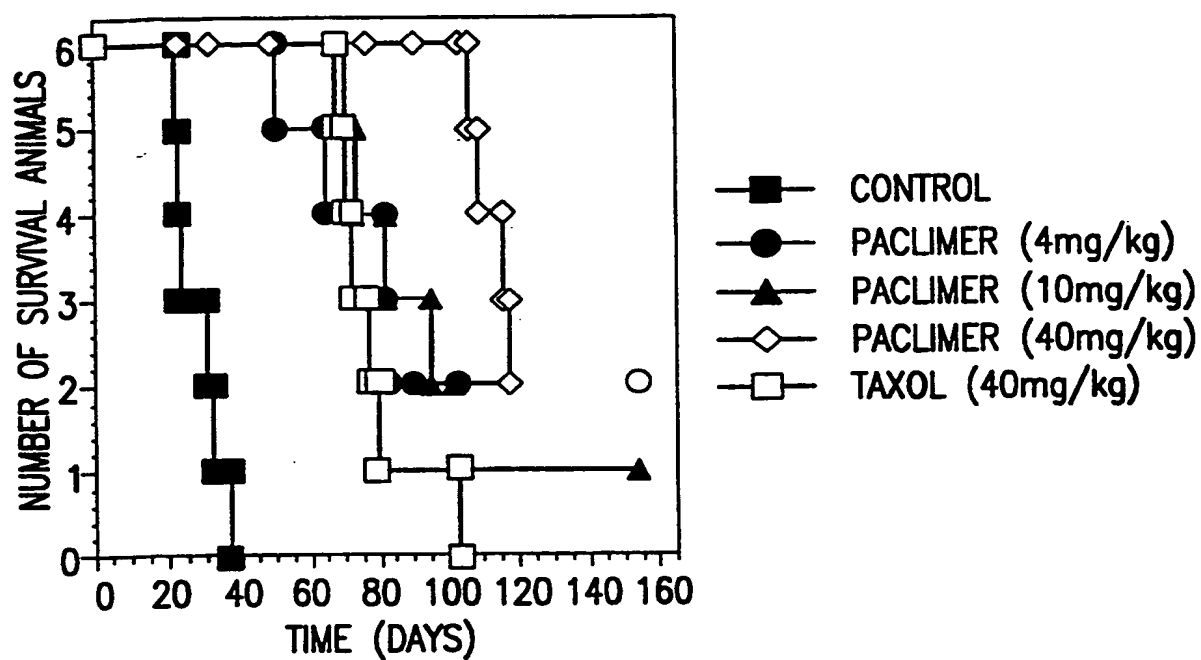 NUMBER OF SURVIVAL ANIMALS
6
5
4
3
2
1
0
0 20 40 60 80 100 120 140 160
TIME (DAYS)
CONTROL
PACLIMER (4mg/kg)
PACLIMER (10mg/kg)
PACLIMER (40mg/kg)
TAXOL (40mg/kg)